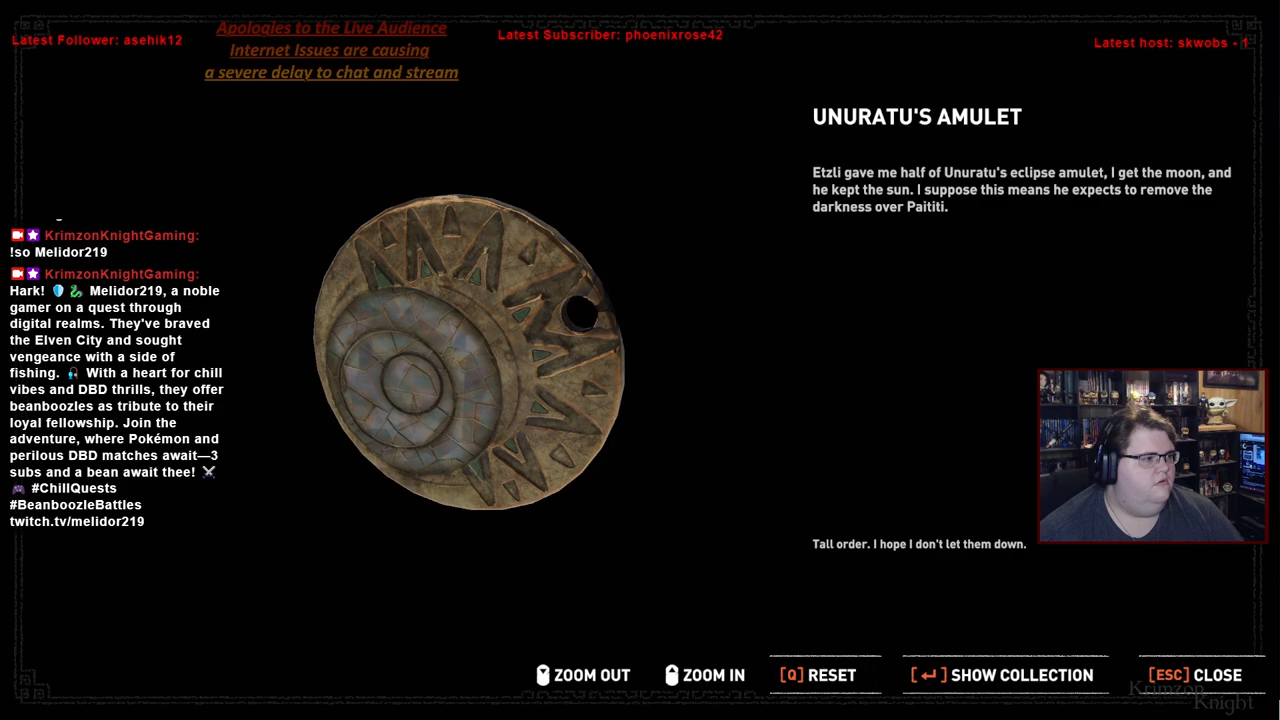 Apologies to the Live Audience
Internet Issues are causing
a severe delay to chat and stream
Latest Follower: asehik12
Latest Subscriber: phoenixrose42
Latest host: skwobs - 1
UNURATU'S AMULET
Etzli gave me half of Unuratu's eclipse amulet, I get the moon, and
he kept the sun. I suppose this means he expects to remove the
darkness over Paititi.
KrimzonKnightGaming:
!so Melidor219
KrimzonKnightGaming:
Hark! 🛡️ 🐉 Melidor219, a noble
gamer on a quest through
digital realms. They've braved
the Elven City and sought
vengeance with a side of
fishing. 🎣 With a heart for chill
vibes and DBD thrills, they offer
beanboozles as tribute to their
loyal fellowship. Join the
adventure, where Pokémon and
perilous DBD matches await—3
subs and a bean await thee! ⚔️
🎮 #ChillQuests
#BeanboozleBattles
twitch.tv/melidor219
Tall order. I hope I don't let them down.
ZOOM OUT
ZOOM IN
[Q] RESET
[↵] SHOW COLLECTION
[ESC] CLOSE
Krimzon
Knight